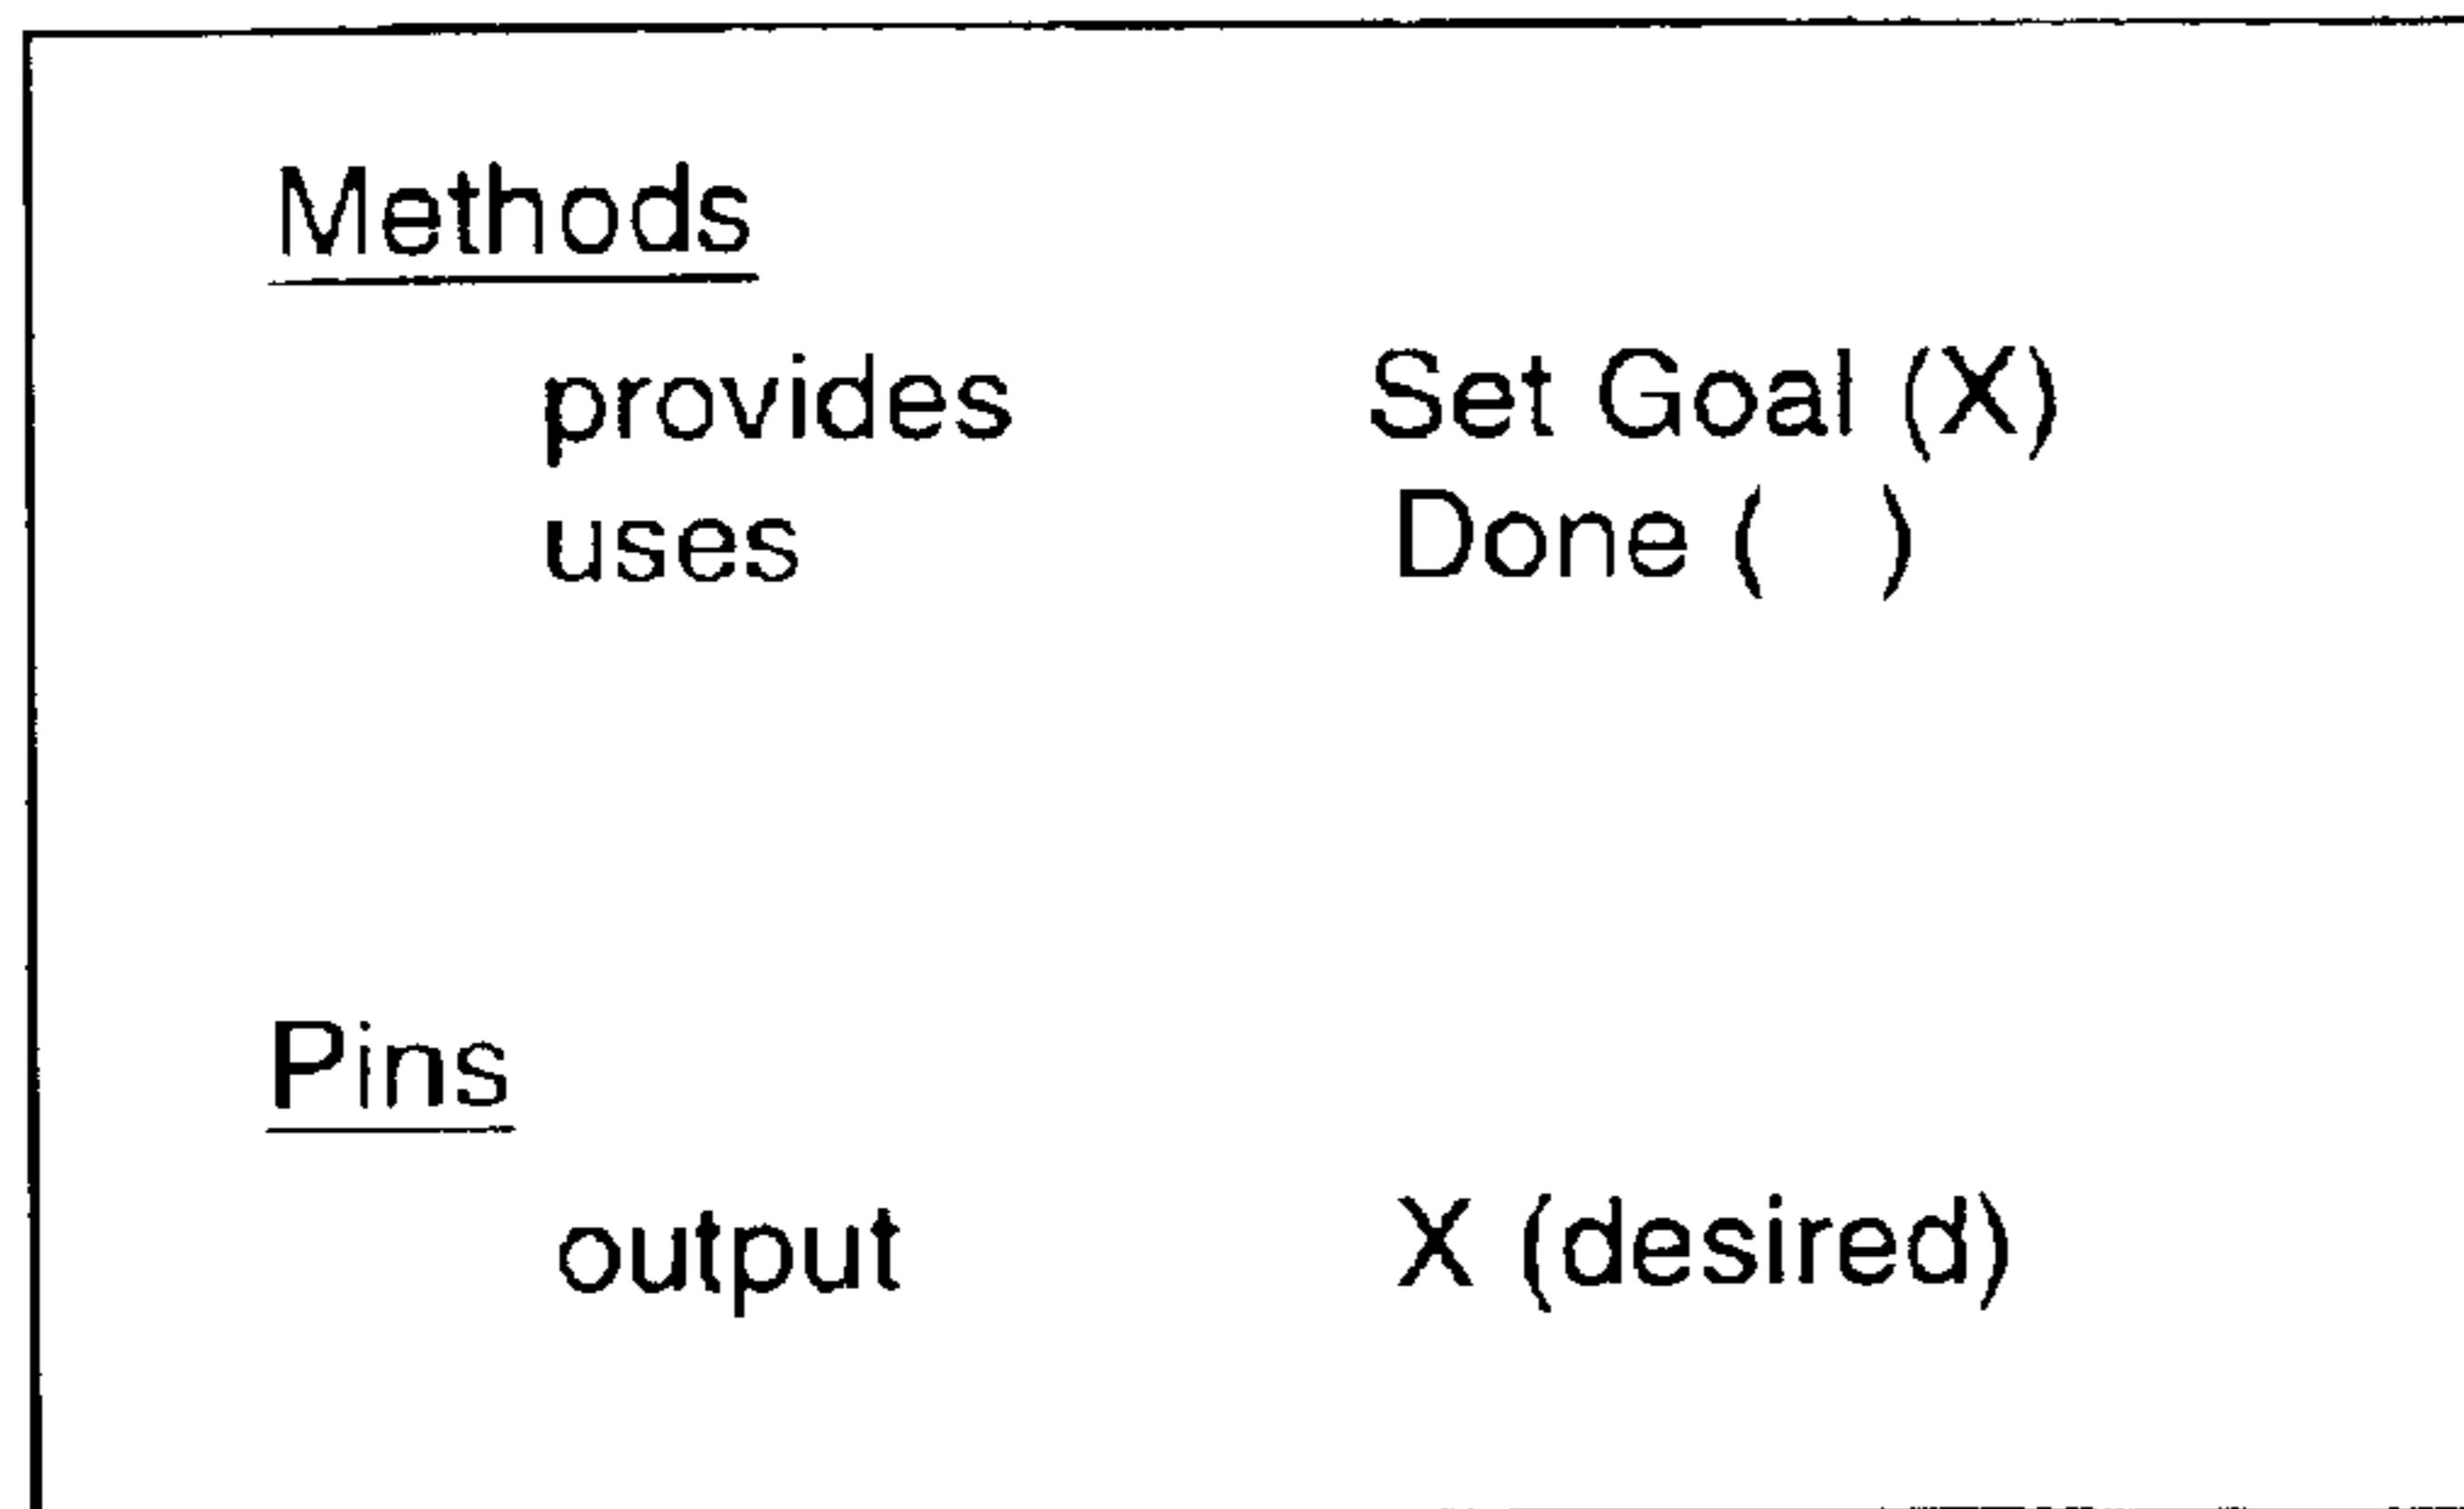 Methods
provides Set Goal (X)
uses Done ( )
Pins
output X (desired)